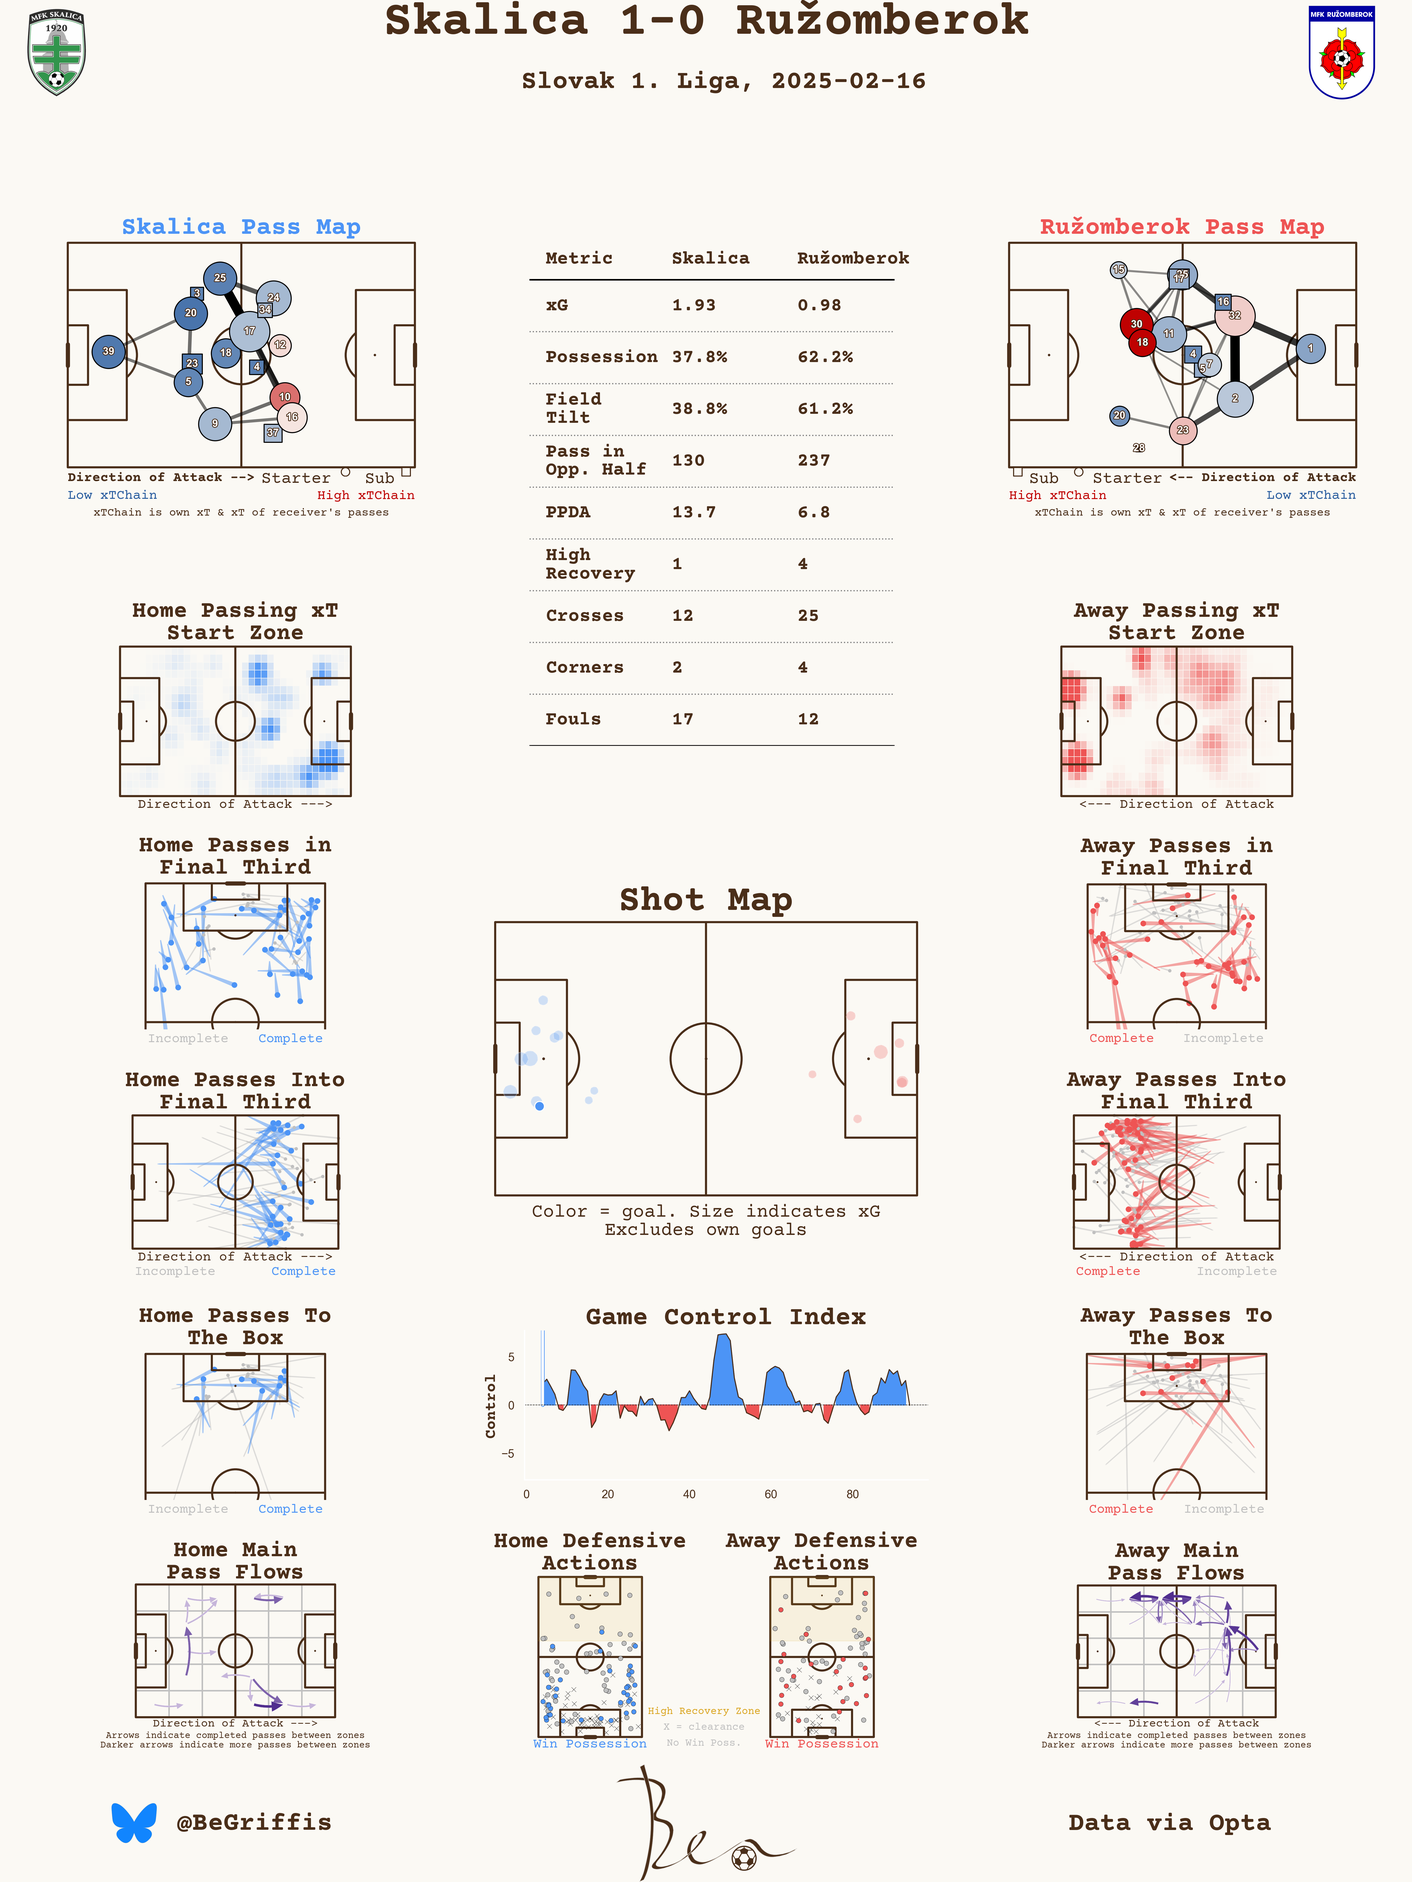 Skalica 1-0 Ružomberok
Slovak 1. Liga, 2025-02-16
MFK SKALICA
1920
MFK RUŽOMBEROK
Skalica Pass Map
25
3
24
20
34
17
12
39
18
23
4
5
10
16
9
37
Direction of Attack --> Starter Sub
Low xTChain High xTChain
xTChain is own xT & xT of receiver's passes
Metric Skalica Ružomberok
xG 1.93 0.98
Possession 37.8% 62.2%
Field
Tilt 38.8% 61.2%
Pass in
Opp. Half 130 237
PPDA 13.7 6.8
High
Recovery 1 4
Crosses 12 25
Corners 2 4
Fouls 17 12
Ružomberok Pass Map
15
17
16
32
30
11
18
1
4
5
7
2
20
23
28
Sub Starter <-- Direction of Attack
High xTChain Low xTChain
xTChain is own xT & xT of receiver's passes
Home Passing xT
Start Zone
Direction of Attack --->
Away Passing xT
Start Zone
<--- Direction of Attack
Home Passes in
Final Third
Incomplete Complete
Away Passes in
Final Third
Complete Incomplete
Shot Map
Color = goal. Size indicates xG
Excludes own goals
Home Passes Into
Final Third
Direction of Attack --->
Incomplete Complete
Away Passes Into
Final Third
<--- Direction of Attack
Complete Incomplete
Home Passes To
The Box
Incomplete Complete
Game Control Index
Control
5
0
−5
0 20 40 60 80
Away Passes To
The Box
Complete Incomplete
Home Main
Pass Flows
Direction of Attack --->
Arrows indicate completed passes between zones
Darker arrows indicate more passes between zones
Home Defensive
Actions
Win Possession
Away Defensive
Actions
Win Possession
High Recovery Zone
X = clearance
No Win Poss.
Away Main
Pass Flows
<--- Direction of Attack
Arrows indicate completed passes between zones
Darker arrows indicate more passes between zones
@BeGriffis
Ben
Data via Opta